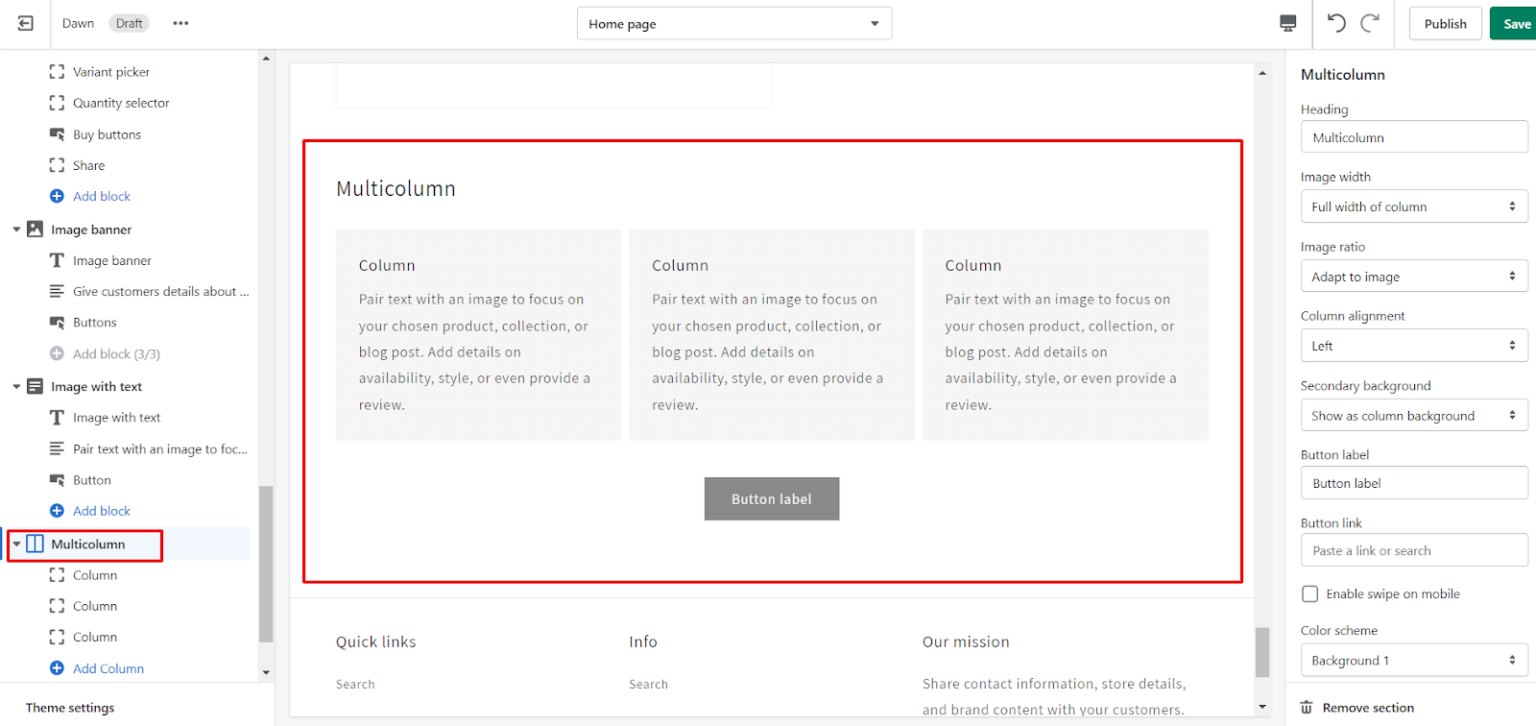 Dawn Draft
Home page
Publish
Save
Variant picker
Quantity selector
Buy buttons
Share
Add block
Image banner
Image banner
Give customers details about ...
Buttons
Add block (3/3)
Image with text
Image with text
Pair text with an image to foc...
Button
Add block
Multicolumn
Column
Column
Column
Add Column
Theme settings
Multicolumn
Column
Pair text with an image to focus on
your chosen product, collection, or
blog post. Add details on
availability, style, or even provide a
review.
Column
Pair text with an image to focus on
your chosen product, collection, or
blog post. Add details on
availability, style, or even provide a
review.
Column
Pair text with an image to focus on
your chosen product, collection, or
blog post. Add details on
availability, style, or even provide a
review.
Button label
Quick links
Search
Info
Search
Our mission
Share contact information, store details,
and brand content with your customers.
Multicolumn
Heading
Multicolumn
Image width
Full width of column
Image ratio
Adapt to image
Column alignment
Left
Secondary background
Show as column background
Button label
Button label
Button link
Paste a link or search
Enable swipe on mobile
Color scheme
Background 1
Remove section